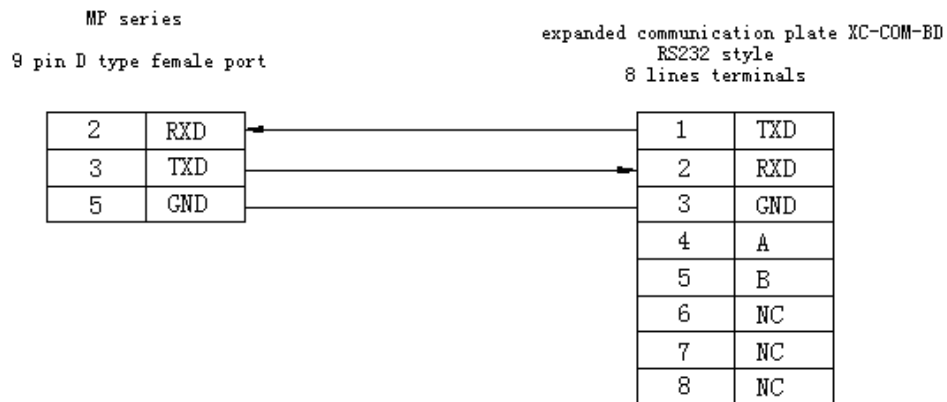 MP series
9 pin D type female port
expanded communication plate XC-COM-BD
RS232 style
8 lines terminals
2 RXD
3 TXD
5 GND
1 TXD
2 RXD
3 GND
4 A
5 B
6 NC
7 NC
8 NC